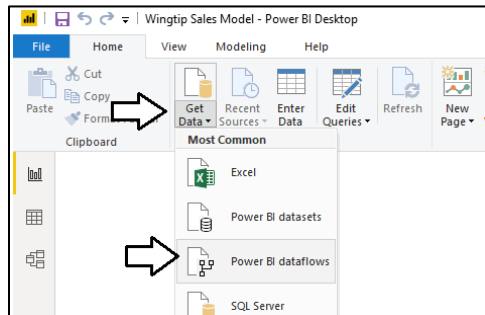 Wingtip Sales Model - Power BI Desktop
File Home View Modeling Help
Cut
Copy
Paste
Get Data
Recent Sources
Enter Data
Edit Queries
Refresh
New Page
Clipboard
Most Common
Excel
Power BI datasets
Power BI dataflows
SQL Server